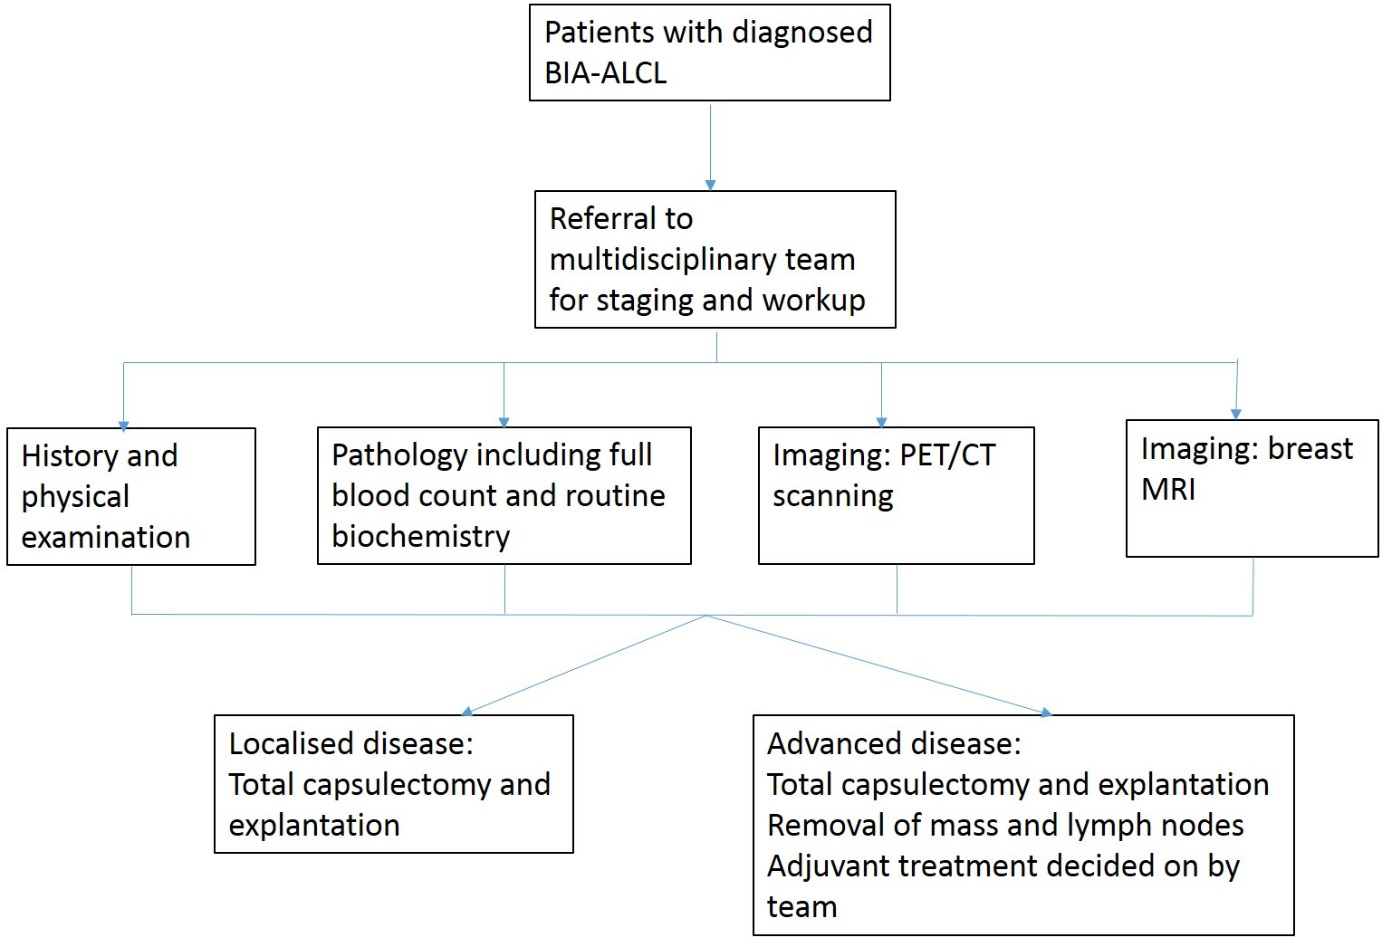 Patients with diagnosed
BIA-ALCL
Referral to
multidisciplinary team
for staging and workup
History and
physical
examination
Pathology including full
blood count and routine
biochemistry
Imaging: PET/CT
scanning
Imaging: breast
MRI
Localised disease:
Total capsulectomy and
explantation
Advanced disease:
Total capsulectomy and explantation
Removal of mass and lymph nodes
Adjuvant treatment decided on by
team